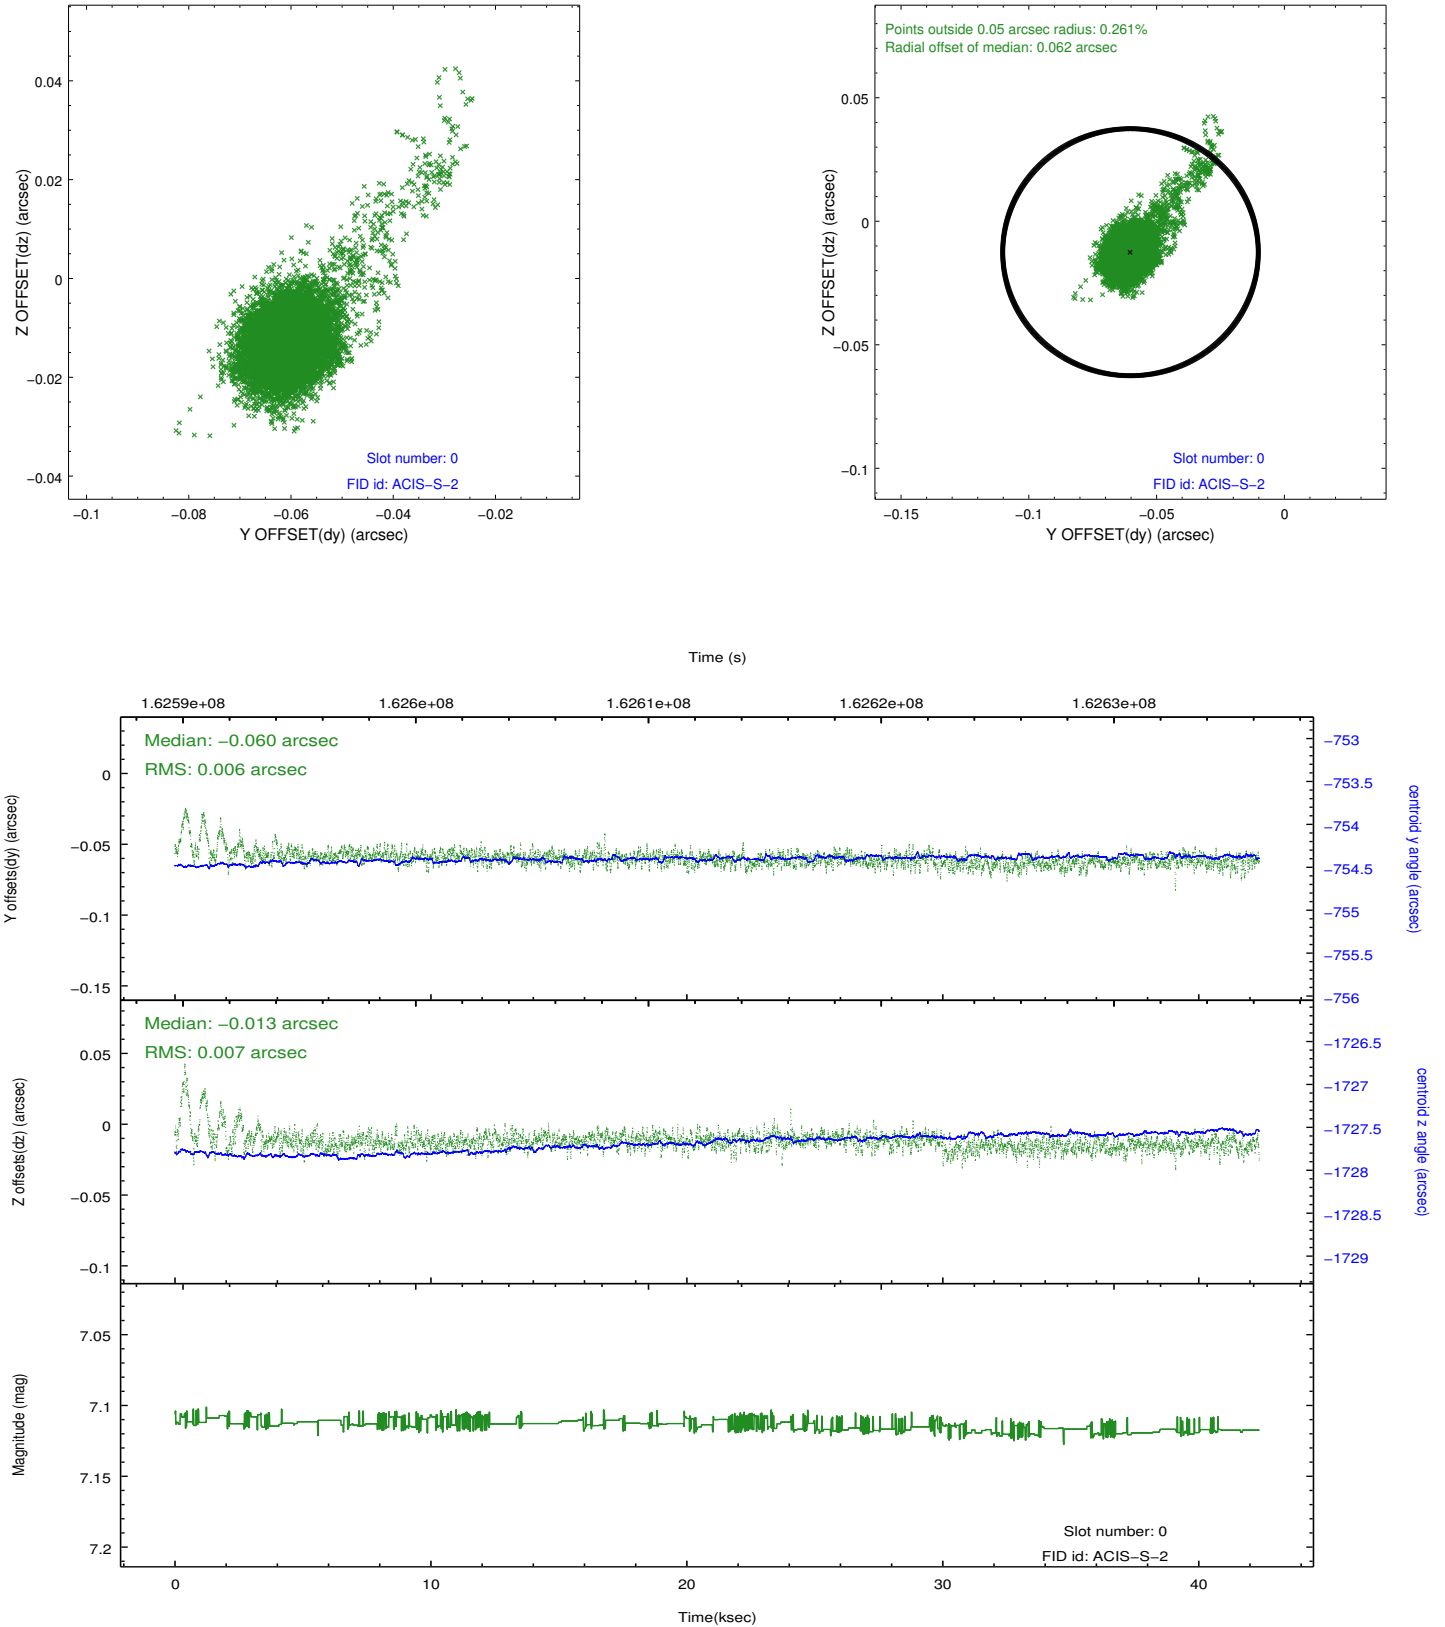 0.04
0.02
0
−0.02
−0.04
Z OFFSET(dz) (arcsec)
Slot number: 0
FID id: ACIS−S−2
−0.1
−0.08
−0.06
−0.04
−0.02
Y OFFSET(dy) (arcsec)
Points outside 0.05 arcsec radius: 0.261%
Radial offset of median: 0.062 arcsec
0.05
0
−0.05
−0.1
Z OFFSET(dz) (arcsec)
Slot number: 0
FID id: ACIS−S−2
−0.15
−0.1
−0.05
0
Y OFFSET(dy) (arcsec)
Time (s)
1.6259e+08
1.626e+08
1.6261e+08
1.6262e+08
1.6263e+08
Median: −0.060 arcsec
RMS: 0.006 arcsec
0
−0.05
−0.1
−0.15
Y offsets(dy) (arcsec)
−753
−753.5
−754
−754.5
−755
−755.5
−756
centroid y angle (arcsec)
Median: −0.013 arcsec
RMS: 0.007 arcsec
0.05
0
−0.05
−0.1
Z offsets(dz) (arcsec)
−1726.5
−1727
−1727.5
−1728
−1728.5
−1729
centroid z angle (arcsec)
7.05
7.1
7.15
7.2
Magnitude (mag)
Slot number: 0
FID id: ACIS−S−2
0
10
20
30
40
Time(ksec)